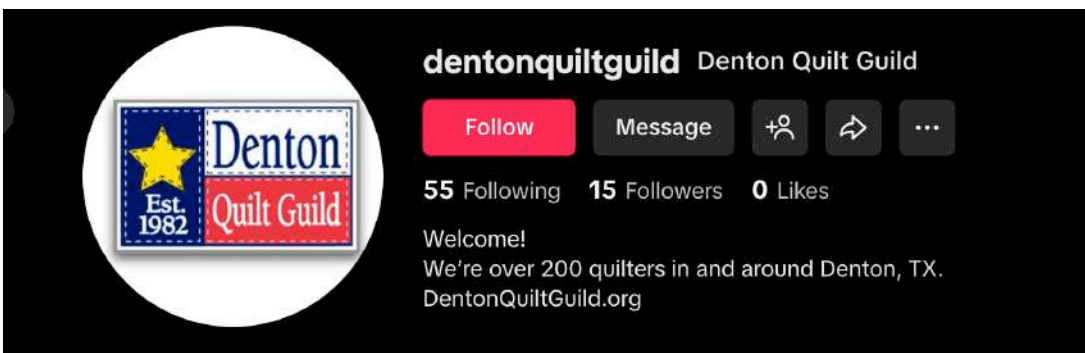 Denton
Quilt Guild
Est.
1982
dentonquiltguild Denton Quilt Guild
Follow Message
55 Following 15 Followers 0 Likes
Welcome!
We're over 200 quilters in and around Denton, TX.
DentonQuiltGuild.org